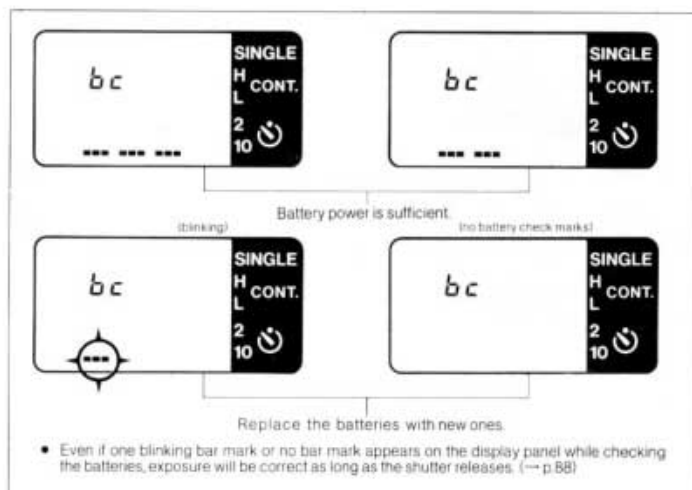 bc
SINGLE
H
L CONT.
2
10
bc
SINGLE
H
L CONT.
2
10
Battery power is sufficient.
(blinking)
(no battery check marks)
bc
SINGLE
H
L CONT.
2
10
bc
SINGLE
H
L CONT.
2
10
Replace the batteries with new ones.
• Even if one blinking bar mark or no bar mark appears on the display panel while checking
the batteries, exposure will be correct as long as the shutter releases. (→ p.88)